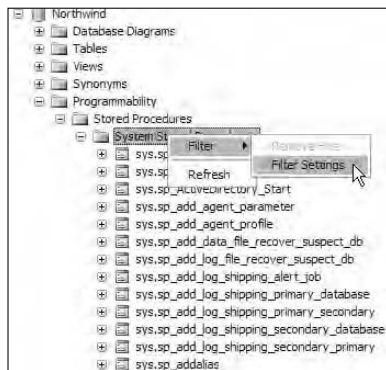 Northwind
Database Diagrams
Tables
Views
Synonyms
Programmability
Stored Procedures
System St
Filter
Remove Filter
sys.sp
Filter Settings
sys.sp
Refresh
sys.sp_ActiveDirectory_Start
sys.sp_add_agent_parameter
sys.sp_add_agent_profile
sys.sp_add_data_file_recover_suspect_db
sys.sp_add_log_file_recover_suspect_db
sys.sp_add_log_shipping_alert_job
sys.sp_add_log_shipping_primary_database
sys.sp_add_log_shipping_primary_secondary
sys.sp_add_log_shipping_secondary_database
sys.sp_add_log_shipping_secondary_primary
sys.sp_addalias